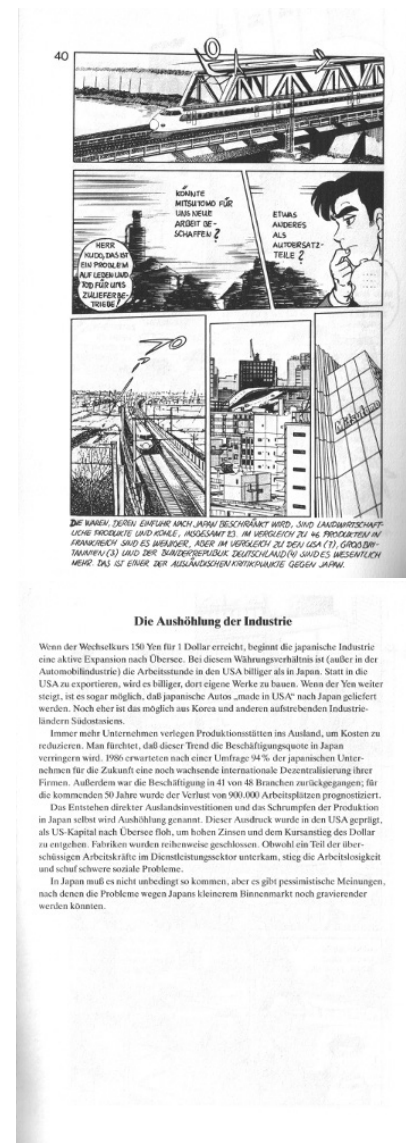 40
HERR
KUDO, DAS IST
EIN PROBLEM
AUF LEBEN UND
TOD FÜR UNS
ZULIEFERBE-
TRIEBE!
KÖNNTE
MITSUTOMO FÜR
UNS NEUE
ARBEIT BE-
SCHAFFEN?
ETWAS
ANDERES
ALS
AUTOERSATZ-
TEILE?
Mitsutomo
DIE WAREN, DEREN EINFUHR NACH JAPAN BESCHRÄNKT WIRD, SIND LANDWIRTSCHAFT-
LICHE PRODUKTE UND KOHLE, INSGESAMT 23. IM VERGLEICH ZU 46 PRODUKTEN IN
FRANKREICH SIND ES WENIGER, ABER IM VERGLEICH ZU DEN USA (7), GROßBRI-
TANNIEN (3) UND DER BUNDESREPUBLIK DEUTSCHLAND (4) SIND ES WESENTLICH
MEHR. DAS IST EINER DER AUSLÄNDISCHEN KRITIKPUNKTE GEGEN JAPAN.
Die Aushöhlung der Industrie
Wenn der Wechselkurs 150 Yen für 1 Dollar erreicht, beginnt die japanische Industrie
eine aktive Expansion nach Übersee. Bei diesem Währungsverhältnis ist (außer in der
Automobilindustrie) die Arbeitsstunde in den USA billiger als in Japan. Statt in die
USA zu exportieren, wird es billiger, dort eigene Werke zu bauen. Wenn der Yen weiter
steigt, ist es sogar möglich, daß japanische Autos „made in USA“ nach Japan geliefert
werden. Noch eher ist das möglich aus Korea und anderen aufstrebenden Industrie-
ländern Südostasiens.
Immer mehr Unternehmen verlegen Produktionsstätten ins Ausland, um Kosten zu
reduzieren. Man fürchtet, daß dieser Trend die Beschäftigungsquote in Japan
verringern wird. 1986 erwarteten nach einer Umfrage 94% der japanischen Unter-
nehmen für die Zukunft eine noch wachsende internationale Dezentralisierung ihrer
Firmen. Außerdem war die Beschäftigung in 41 von 48 Branchen zurückgegangen; für
die kommenden 50 Jahre wurde der Verlust von 900.000 Arbeitsplätzen prognostiziert.
Das Entstehen direkter Auslandsinvestitionen und das Schrumpfen der Produktion
in Japan selbst wird Aushöhlung genannt. Dieser Ausdruck wurde in den USA geprägt,
als US-Kapital nach Übersee floh, um hohen Zinsen und dem Kursanstieg des Dollar
zu entgehen. Fabriken wurden reihenweise geschlossen. Obwohl ein Teil der über-
schüssigen Arbeitskräfte im Dienstleistungssektor unterkam, stieg die Arbeitslosigkeit
und schuf schwere soziale Probleme.
In Japan muß es nicht unbedingt so kommen, aber es gibt pessimistische Meinungen,
nach denen die Probleme wegen Japans kleinerem Binnenmarkt noch gravierender
werden könnten.